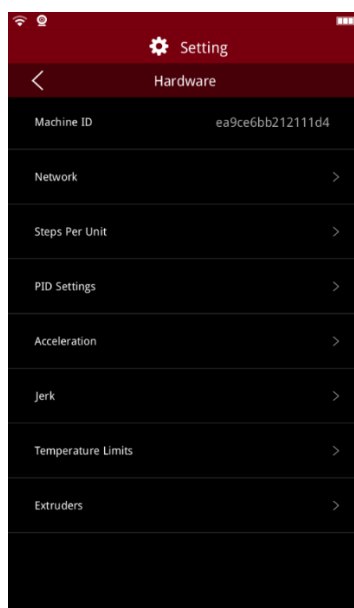 Setting
Hardware
Machine ID ea9ce6bb212111d4
Network
Steps Per Unit
PID Settings
Acceleration
Jerk
Temperature Limits
Extruders